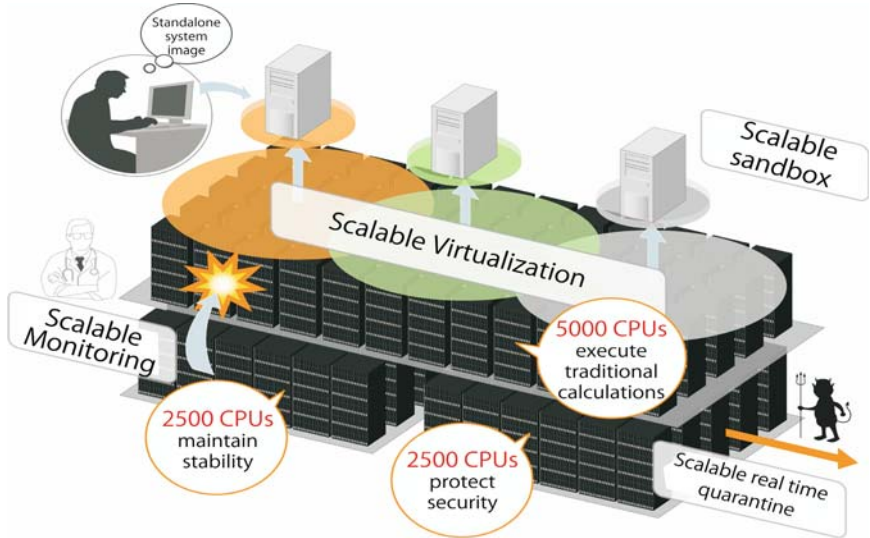 Standalone
system
image
Scalable
sandbox
Scalable Virtualization
Scalable
Monitoring
5000 CPUs
execute
traditional
calculations
2500 CPUs
maintain
stability
2500 CPUs
protect
security
Scalable real time
quarantine